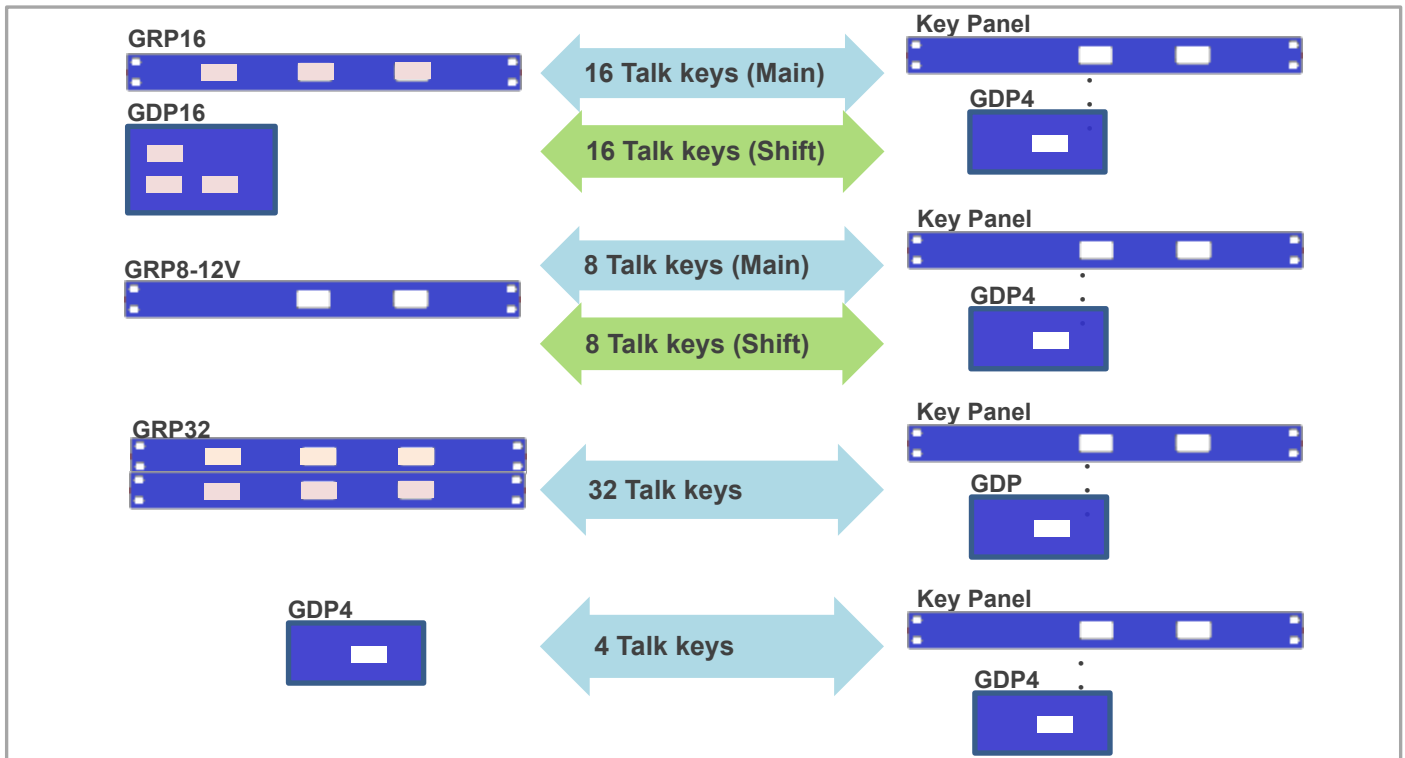 GRP16
16 Talk keys (Main)
Key Panel
GDP16
16 Talk keys (Shift)
GDP4
GRP8-12V
8 Talk keys (Main)
Key Panel
8 Talk keys (Shift)
GDP4
GRP32
32 Talk keys
Key Panel
GDP
GDP4
4 Talk keys
Key Panel
GDP4